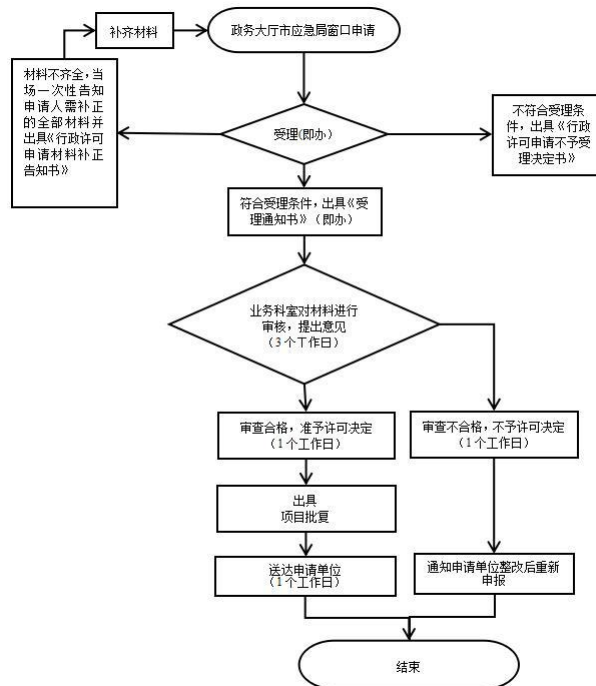 补齐材料
政务大厅市应急局窗口申请
材料不齐全，当
场一次性告知
申请人需补正
的全部材料并
出具《行政许
可申请材料补正
告知书》
受理(即办)
不符合受理条
件，出具《行政
许可申请不予受
理决定书》
符合受理条件，出具《受
理通知书》（即办）
业务科室对材料进行
审核，提出意见
（3个工作日）
审查合格，准予许可决定
（1个工作日）
审查不合格，不予许可决定
（1个工作日）
出具
项目批复
送达申请单位
（1个工作日）
通知申请单位整改后重新
申报
结束